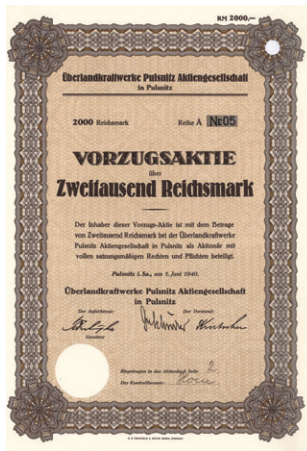 RM 2000.—
Überlandkraftwerke Pulsnitz Aktiengesellschaft
in Pulsnitz
2000 Reichsmark Reihe A № 05
VORZUGSAKTIE
über
Zweitausend Reichsmark
Der Inhaber dieser Vorzugs-Aktie ist mit dem Betrage
von Zweitausend Reichsmark bei der Überlandkraftwerke
Pulsnitz Aktiengesellschaft in Pulsnitz als Aktionär mit
vollen satzungsmäßigen Rechten und Pflichten beteiligt.
Pulsnitz i. Sa., am 1. Juni 1940.
Überlandkraftwerke Pulsnitz Aktiengesellschaft
in Pulsnitz
Der Aufsichtsrat: Der Vorstand:
Eingetragen in das Aktienbuch Seite 2
Der Kontrollbeamte: